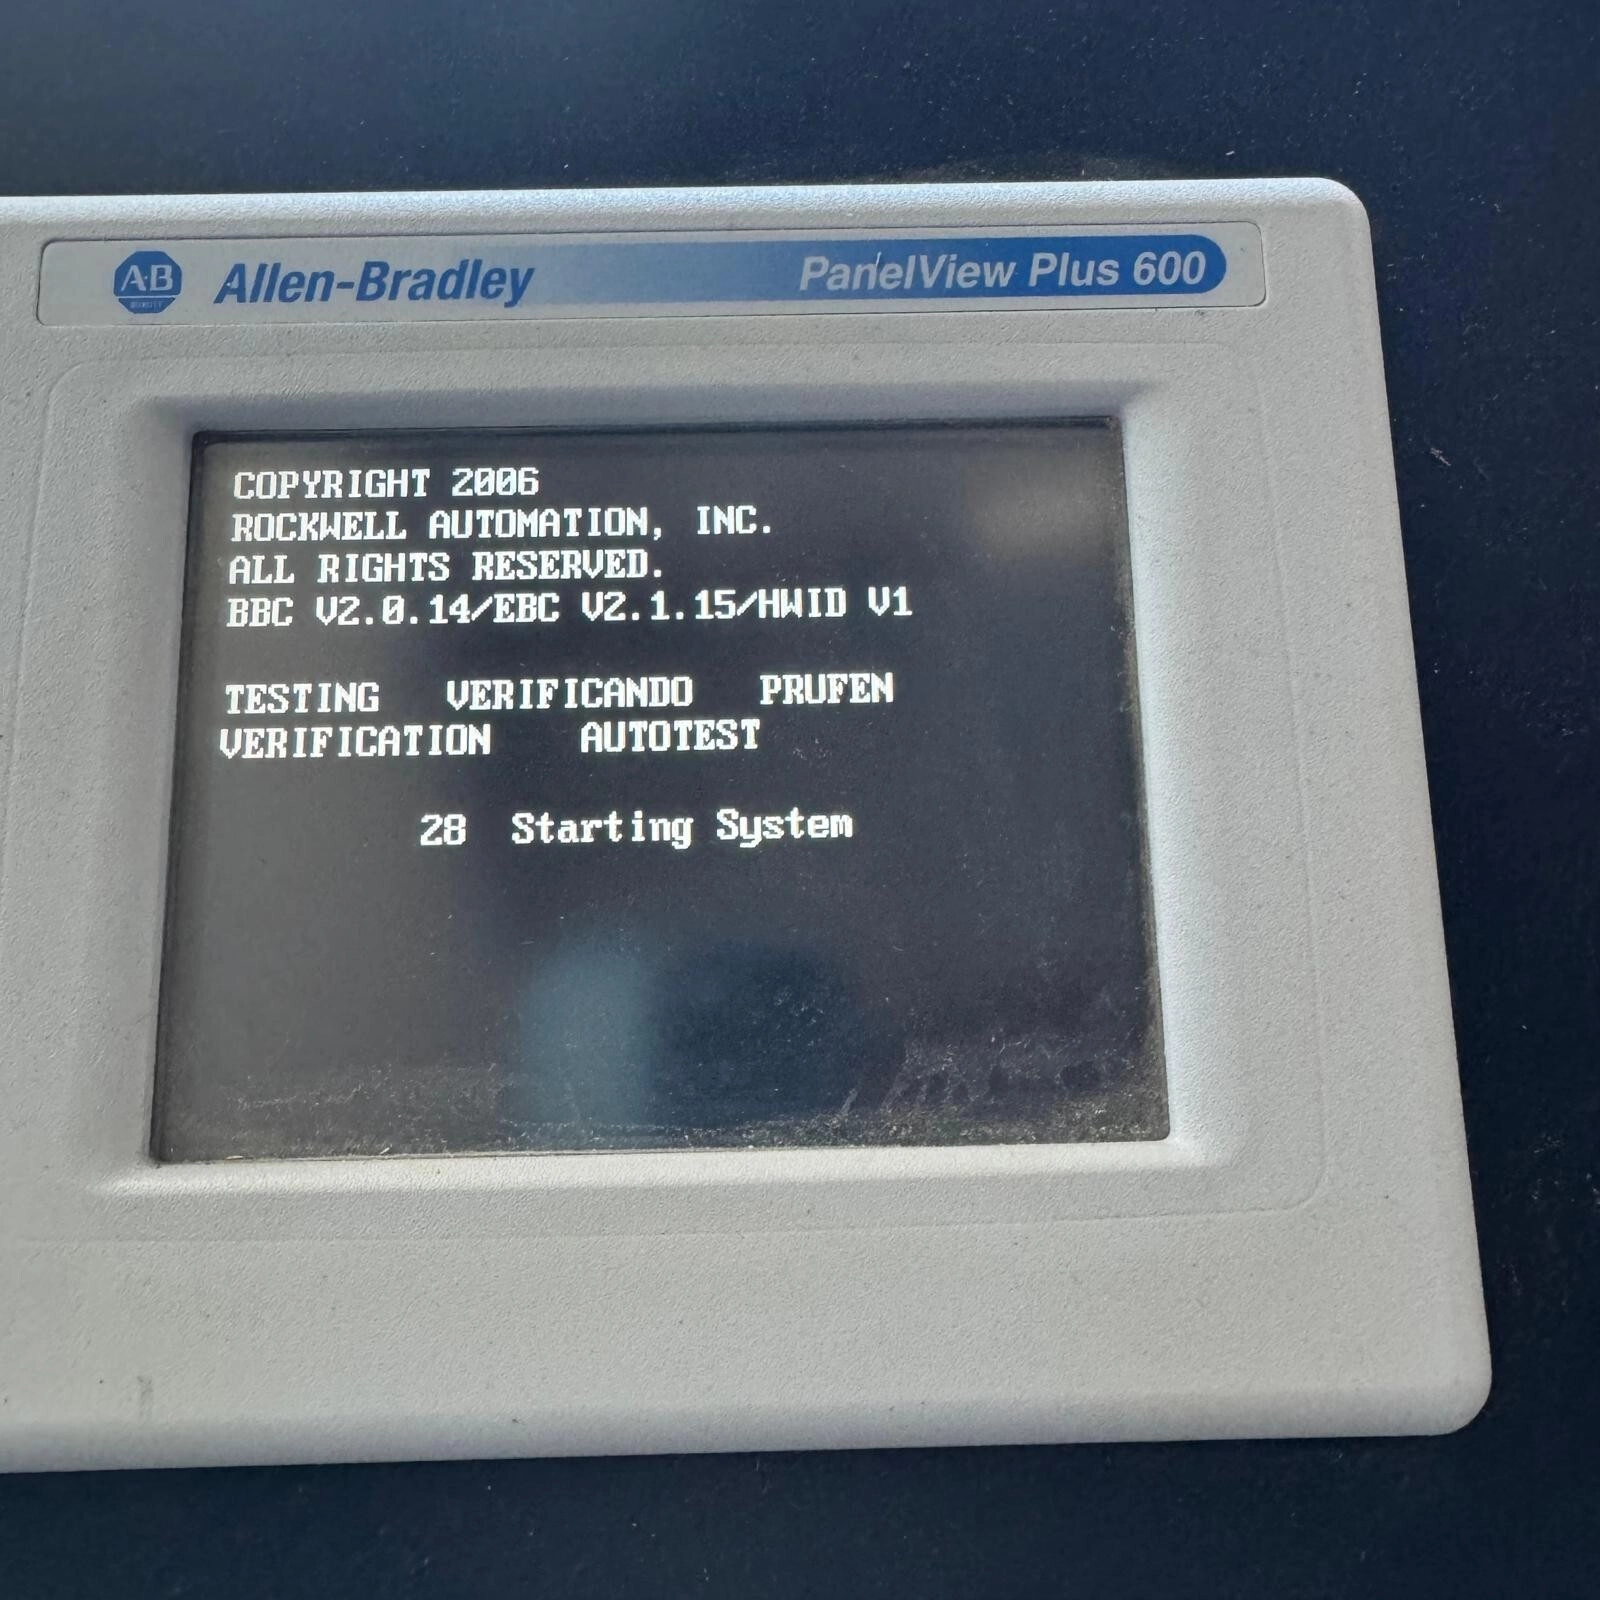 A·B
Allen-Bradley
PanelView Plus 600
COPYRIGHT 2006
ROCKWELL AUTOMATION, INC.
ALL RIGHTS RESERVED.
BBC V2.0.14/EBC V2.1.15/HWID V1
TESTING VERIFICANDO PRUFEN
VERIFICATION AUTOTEST
28 Starting System